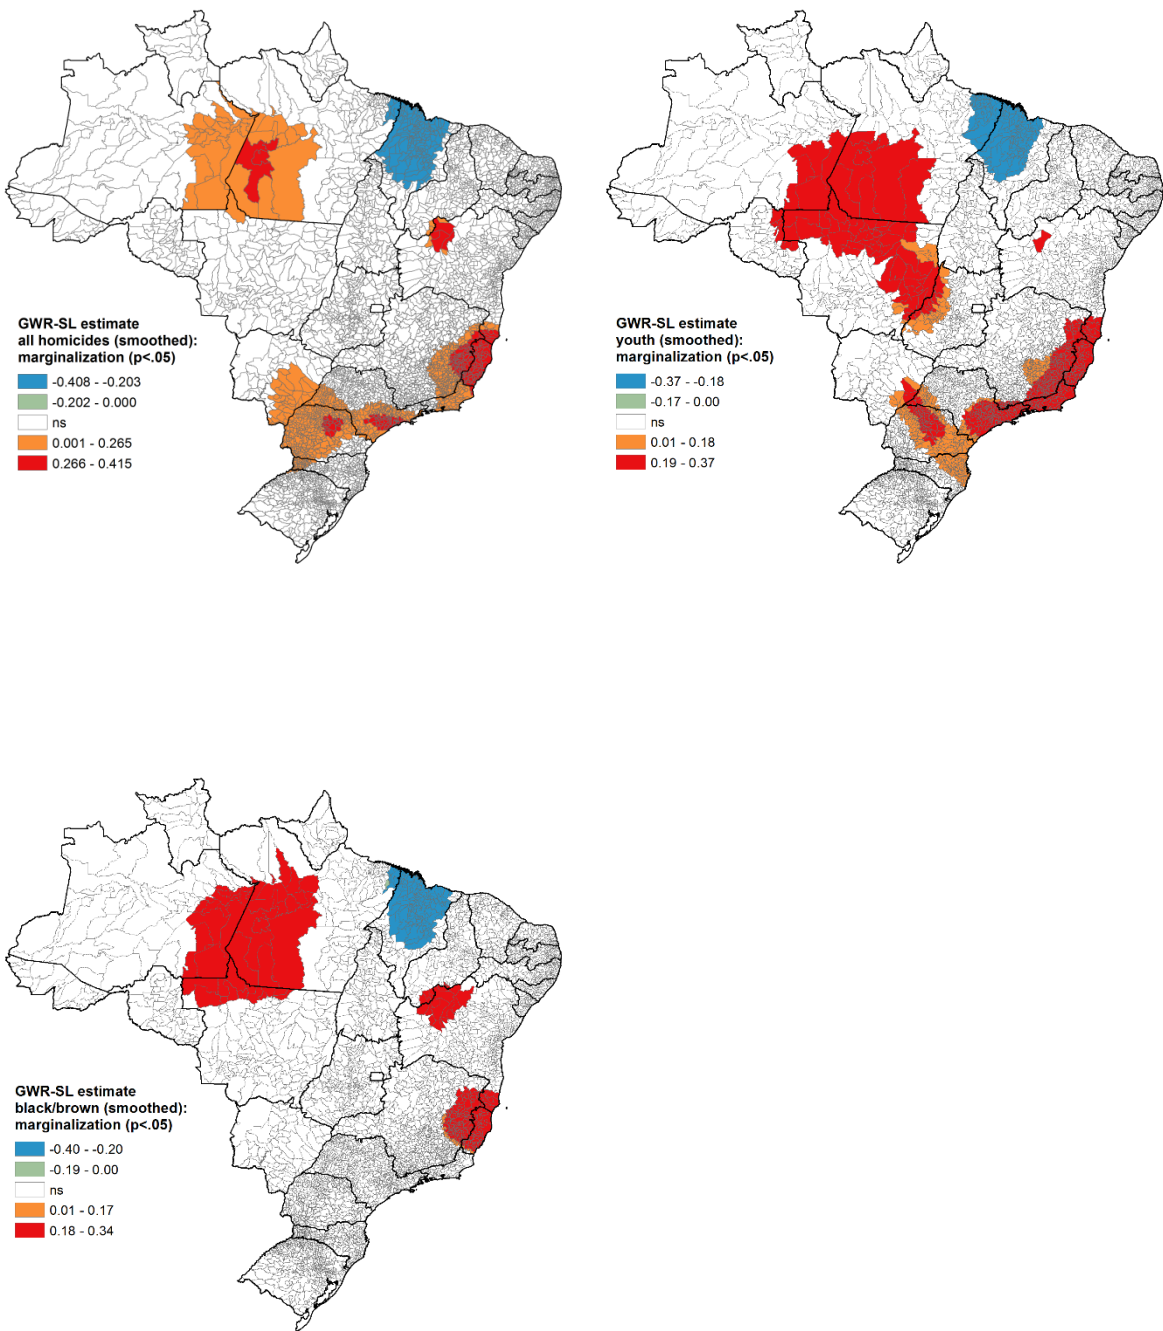 GWR-SL estimate
all homicides (smoothed):
marginalization (p<.05)
-0.408 - -0.203
-0.202 - 0.000
ns
0.001 - 0.265
0.266 - 0.415
GWR-SL estimate
youth (smoothed):
marginalization (p<.05)
-0.37 - -0.18
-0.17 - 0.00
ns
0.01 - 0.18
0.19 - 0.37
GWR-SL estimate
black/brown (smoothed):
marginalization (p<.05)
-0.40 - -0.20
-0.19 - 0.00
ns
0.01 - 0.17
0.18 - 0.34